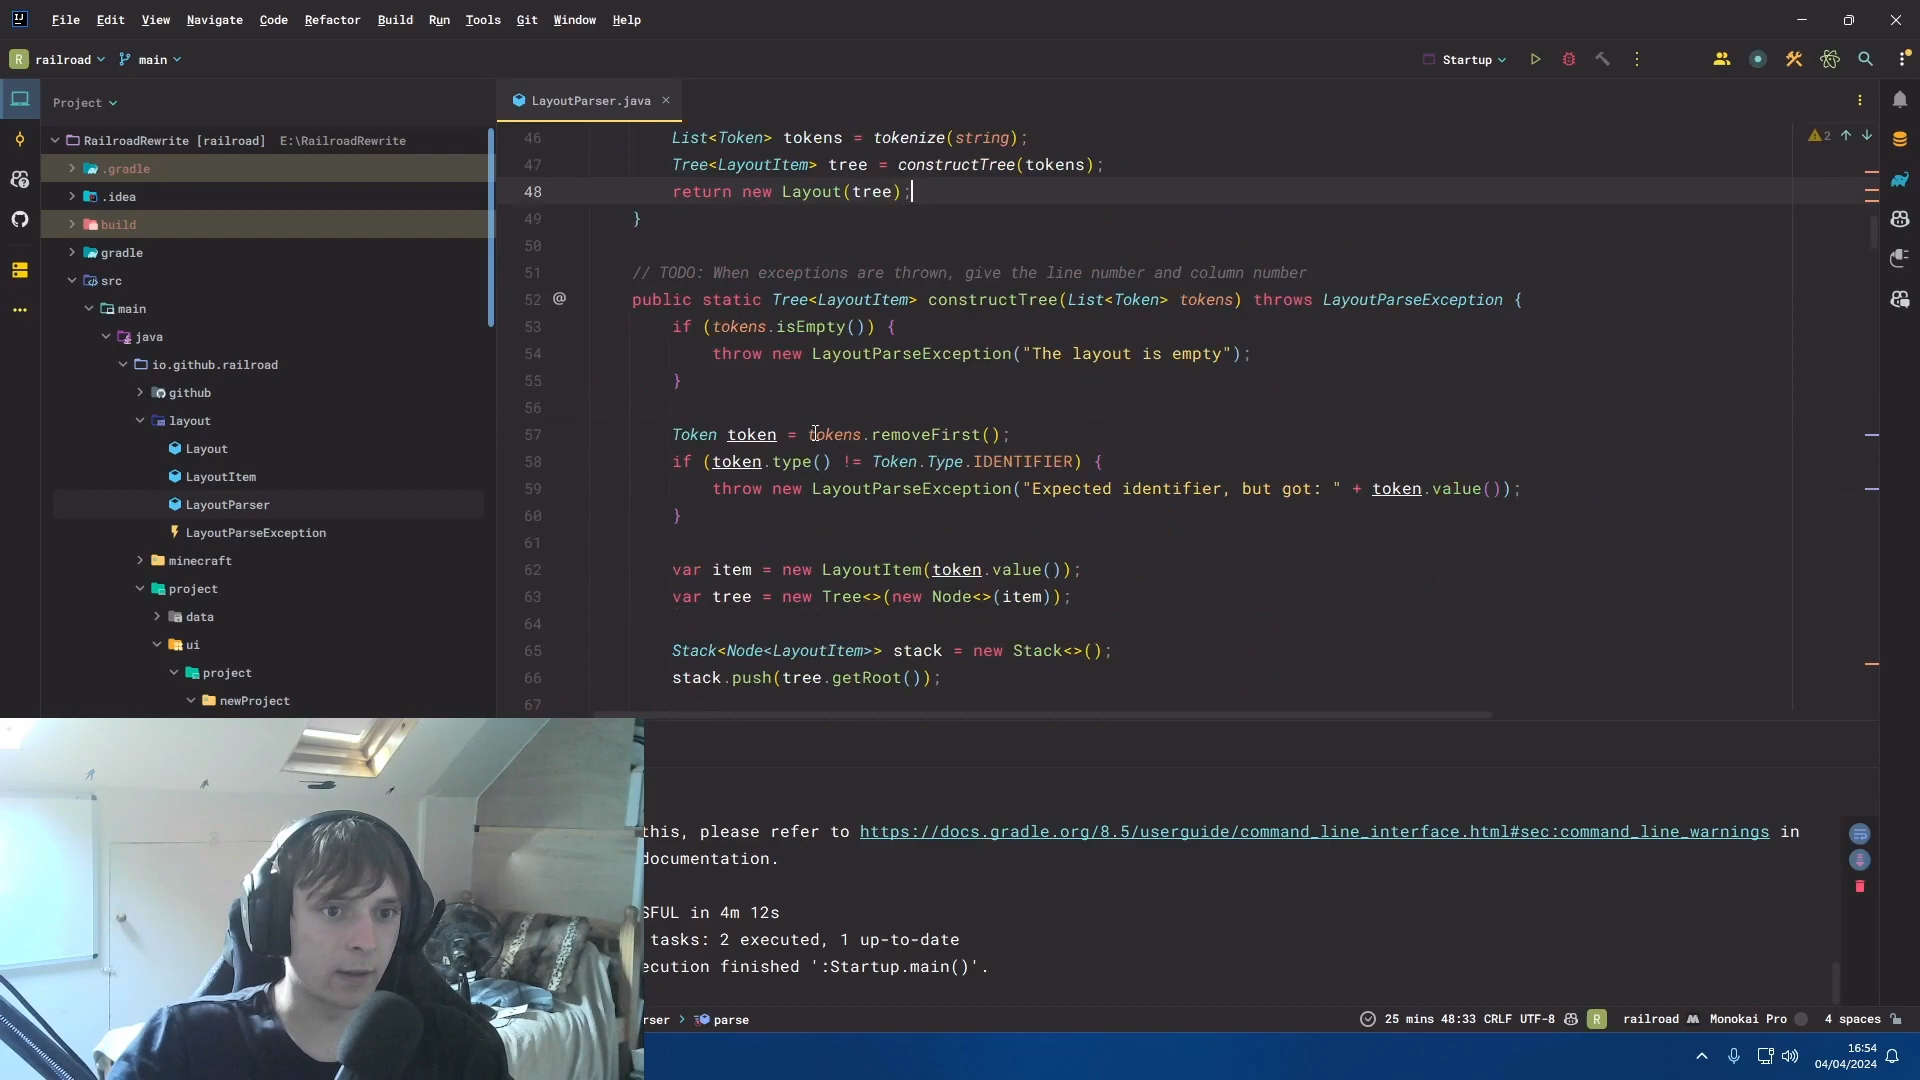 File Edit View Navigate Code Refactor Build Run Tools Git Window Help
R railroad main Startup
Project
LayoutParser.java
RailroadRewrite [railroad] E:\RailroadRewrite
.gradle
.idea
build
gradle
src
main
java
io.github.railroad
github
layout
Layout
LayoutItem
LayoutParser
LayoutParseException
minecraft
project
data
ui
project
newProject
2
46 List<Token> tokens = tokenize(string);
47 Tree<LayoutItem> tree = constructTree(tokens);
48 return new Layout(tree);
49 }
50
51 // TODO: When exceptions are thrown, give the line number and column number
52 @ public static Tree<LayoutItem> constructTree(List<Token> tokens) throws LayoutParseException {
53 if (tokens.isEmpty()) {
54 throw new LayoutParseException("The layout is empty");
55 }
56
57 Token token = tokens.removeFirst();
58 if (token.type() != Token.Type.IDENTIFIER) {
59 throw new LayoutParseException("Expected identifier, but got: " + token.value());
60 }
61
62 var item = new LayoutItem(token.value());
63 var tree = new Tree<>(new Node<>(item));
64
65 Stack<Node<LayoutItem>> stack = new Stack<>();
66 stack.push(tree.getRoot());
67
this, please refer to https://docs.gradle.org/8.5/userguide/command_line_interface.html#sec:command_line_warnings in
documentation.
SFUL in 4m 12s
tasks: 2 executed, 1 up-to-date
ecution finished ':Startup.main()'.
rser > parse 25 mins 48:33 CRLF UTF-8 R railroad Monokai Pro 4 spaces
16:54
04/04/2024